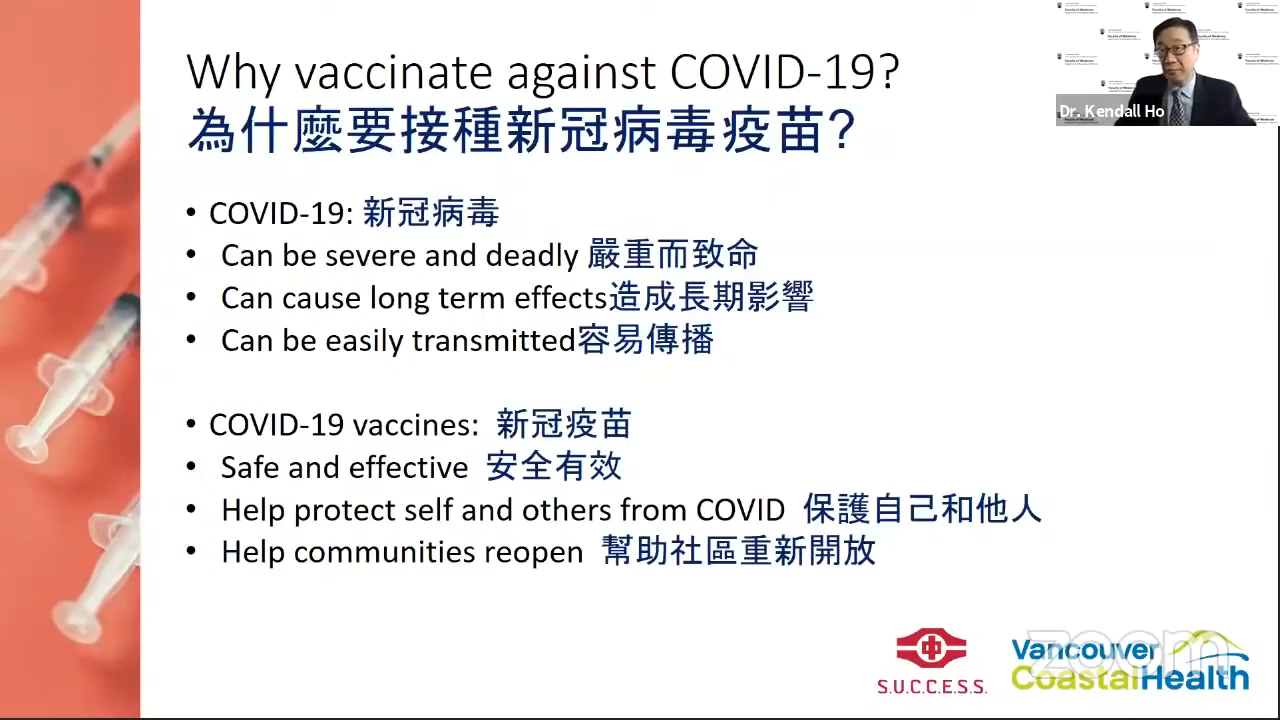 Why vaccinate against COVID-19?
為什麼要接種新冠病毒疫苗?
• COVID-19: 新冠病毒
• Can be severe and deadly 嚴重而致命
• Can cause long term effects造成長期影響
• Can be easily transmitted容易傳播
• COVID-19 vaccines: 新冠疫苗
• Safe and effective 安全有效
• Help protect self and others from COVID 保護自己和他人
• Help communities reopen 幫助社區重新開放
Dr. Kendall Ho
Faculty of Medicine
S.U.C.C.E.S.S.
Vancouver
CoastalHealth
zoom